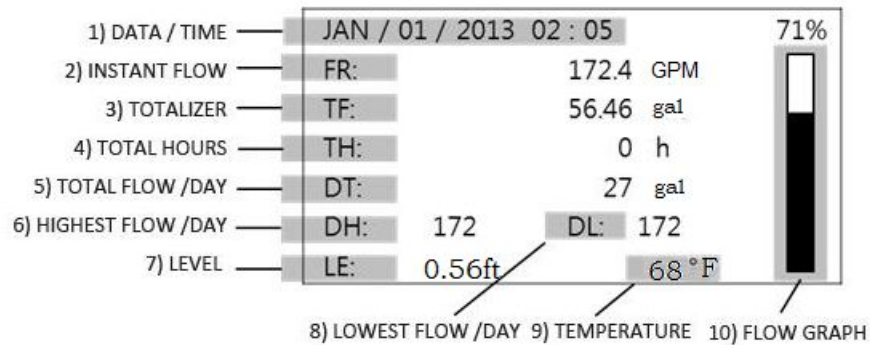 1) DATA / TIME JAN / 01 / 2013 02 : 05 71%
2) INSTANT FLOW FR: 172.4 GPM
3) TOTALIZER TF: 56.46 gal
4) TOTAL HOURS TH: 0 h
5) TOTAL FLOW /DAY DT: 27 gal
6) HIGHEST FLOW /DAY DH: 172 DL: 172
7) LEVEL LE: 0.56ft 68°F
8) LOWEST FLOW /DAY 9) TEMPERATURE 10) FLOW GRAPH